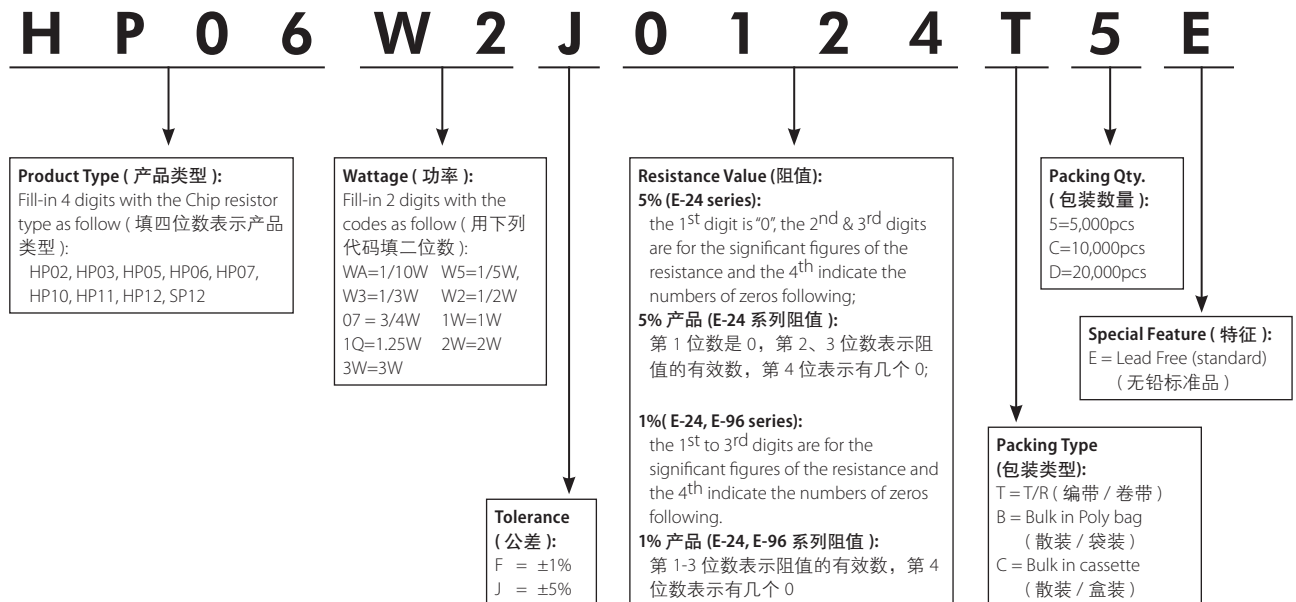 H P 0 6 W 2 J 0 1 2 4 T 5 E
Product Type ( 产品类型 ):
Fill-in 4 digits with the Chip resistor
type as follow ( 填四位数表示产品
类型 ):
HP02, HP03, HP05, HP06, HP07,
HP10, HP11, HP12, SP12
Wattage ( 功率 ):
Fill-in 2 digits with the
codes as follow ( 用下列
代码填二位数 ):
WA=1/10W W5=1/5W,
W3=1/3W W2=1/2W
07 = 3/4W 1W=1W
1Q=1.25W 2W=2W
3W=3W
Tolerance
( 公差 ):
F = ±1%
J = ±5%
Resistance Value (阻值):
5% (E-24 series):
the 1st digit is “0”, the 2nd & 3rd digits
are for the significant figures of the
resistance and the 4th indicate the
numbers of zeros following;
5% 产品 (E-24 系列阻值 ):
第 1 位数是 0，第 2、3 位数表示阻
值的有效数，第 4 位表示有几个 0;
1%( E-24, E-96 series):
the 1st to 3rd digits are for the
significant figures of the resistance and
the 4th indicate the numbers of zeros
following.
1% 产品 (E-24, E-96 系列阻值 ):
第 1-3 位数表示阻值的有效数，第 4
位数表示有几个 0
Packing Type
(包装类型):
T = T/R ( 编带 / 卷带 )
B = Bulk in Poly bag
( 散装 / 袋装 )
C = Bulk in cassette
( 散装 / 盒装 )
Packing Qty.
( 包装数量 ):
5=5,000pcs
C=10,000pcs
D=20,000pcs
Special Feature ( 特征 ):
E = Lead Free (standard)
( 无铅标准品 )